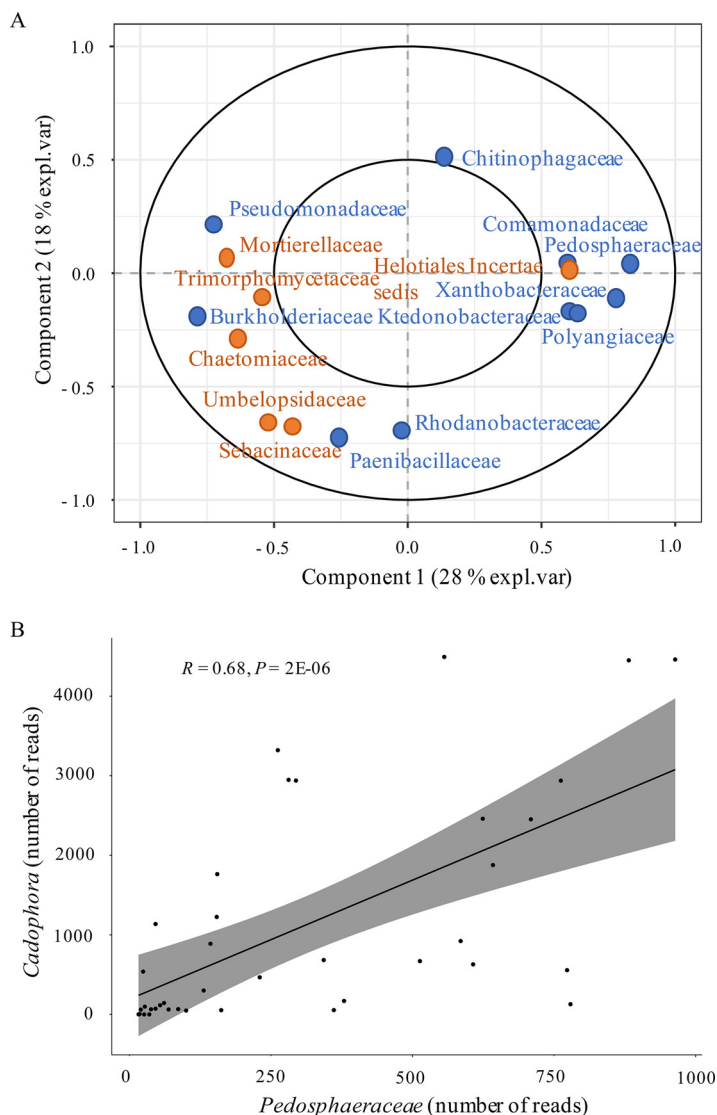 A
1.0
0.5
0.0
- 0.5
- 1.0
Component 2 (18 % expl.var)
Chitinophagaceae
Pseudomonadaceae
Comamonadaceae
Mortierellaceae
Pedosphaeraceae
Helotiales Incertae
sedis
Trimorphomycetaceae
Xanthobacteraceae
Burkholderiaceae
Ktedonobacteraceae
Polyangiaceae
Chaetomiaceae
Umbelopsidaceae
Rhodanobacteraceae
Sebacinaceae
Paenibacillaceae
- 1.0
- 0.5
0.0
0.5
1.0
Component 1 (28 % expl.var)
B
R = 0.68, P = 2E-06
4000
3000
2000
1000
0
Cadophora (number of reads)
0
250
500
750
1000
Pedosphaeraceae (number of reads)